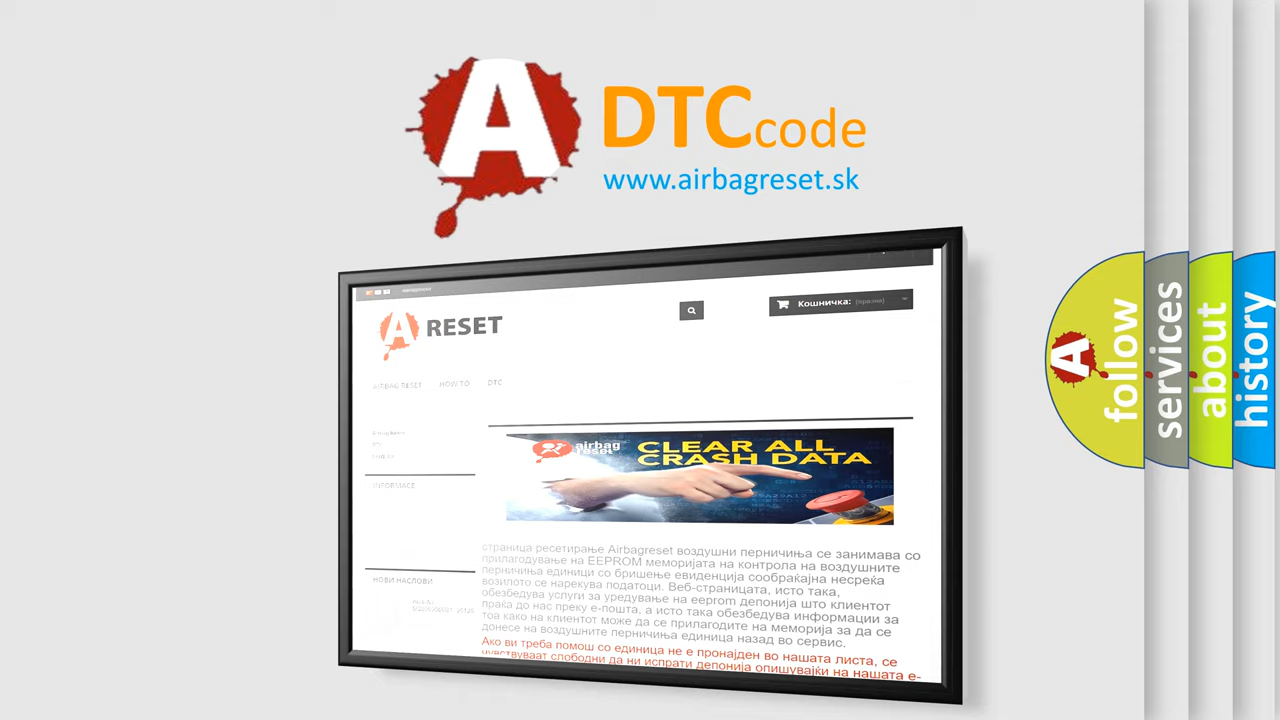 A
DTC code
www.airbagreset.sk
A RESET
Кошничка: (празни)
AIRBAG RESET HOW TO DTC
DTC
INFORMACE
airbag
reset
CLEAR ALL
CRASH DATA
страница ресетирање Airbagreset воздушни перничиња се занимава со
прилагодување на EEPROM меморијата на контрола на воздушните
перничиња единици со бришење евиденција сообраќајна несреќа
возилото се нарекува податоци. Веб-страницата, исто така,
обезбедува услуги за уредување на eeprom депонија што клиентот
праќа до нас преку е-пошта, а исто така обезбедува информации за
тоа како на клиентот може да се прилагодите на меморија за да се
донесе на воздушните перничиња единица назад во сервис.
Ако ви треба помош со единица не е пронајден во нашата листа, се
чувствуваат слободни да ни испрати депонија опишувајќи на нашата е-
НОВИ НАСЛОВИ
A follow
services
about
history